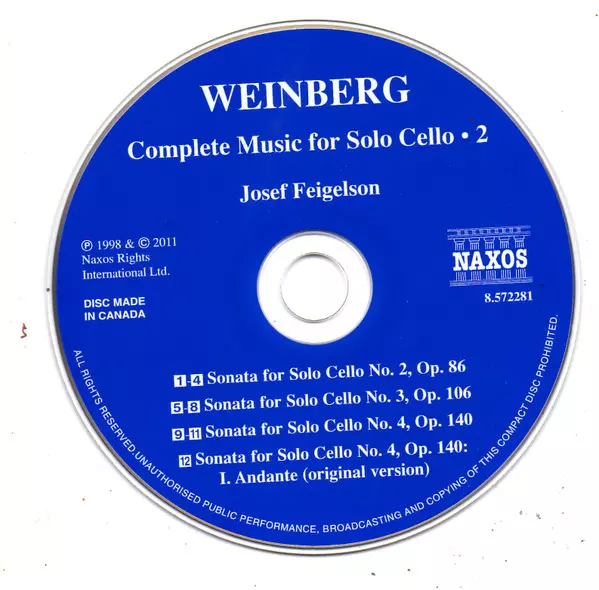 WEINBERG
Complete Music for Solo Cello • 2
Josef Feigelson
℗ 1998 & © 2011
Naxos Rights
International Ltd.
DISC MADE
IN CANADA
NAXOS
8.572281
1-4 Sonata for Solo Cello No. 2, Op. 86
5-8 Sonata for Solo Cello No. 3, Op. 106
9-11 Sonata for Solo Cello No. 4, Op. 140
12 Sonata for Solo Cello No. 4, Op. 140:
I. Andante (original version)
ALL RIGHTS RESERVED. UNAUTHORISED PUBLIC PERFORMANCE, BROADCASTING AND COPYING OF THIS COMPACT DISC PROHIBITED.